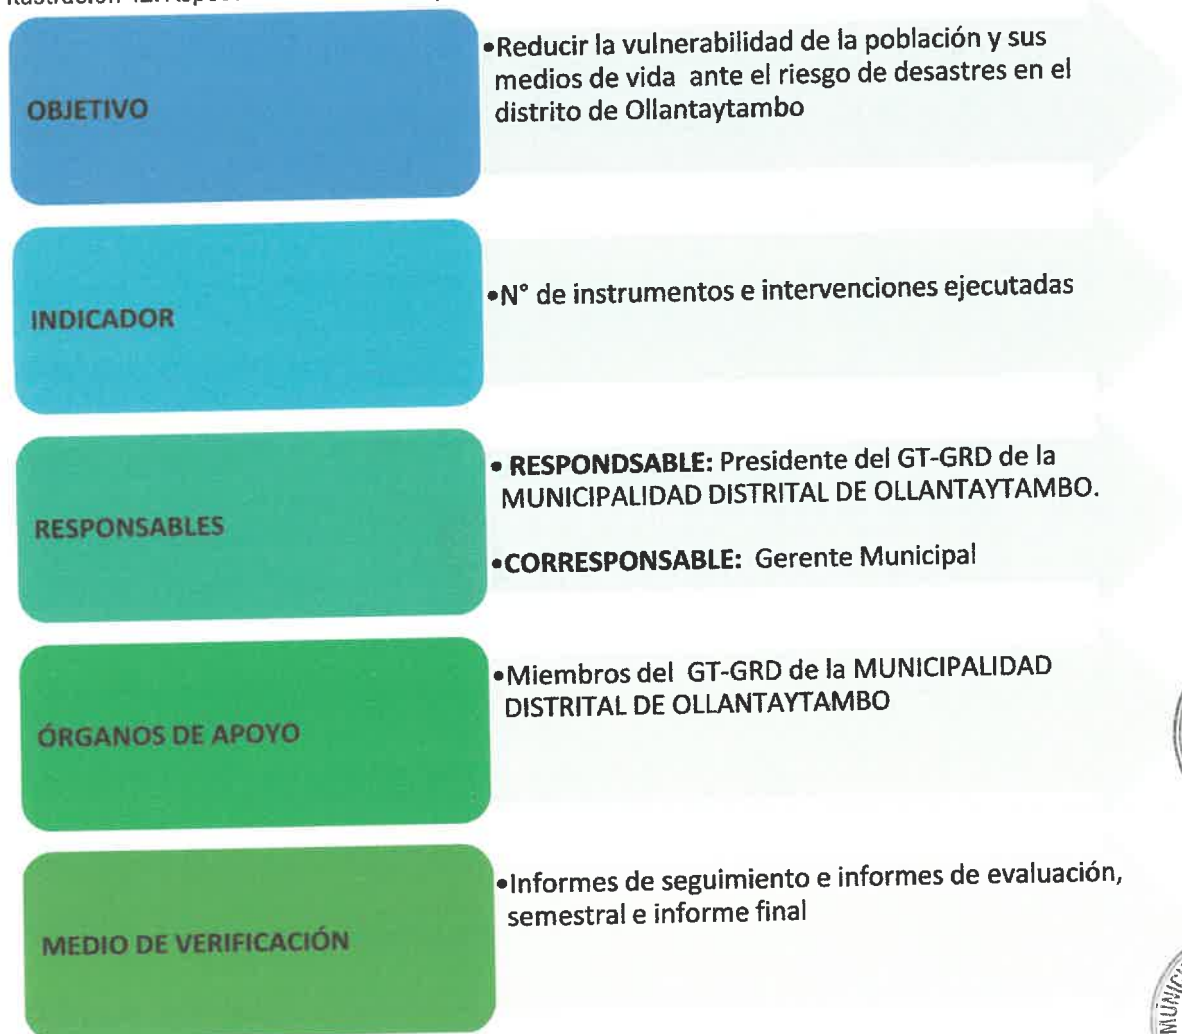 OBJETIVO
•Reducir la vulnerabilidad de la población y sus
medios de vida ante el riesgo de desastres en el
distrito de Ollantaytambo
INDICADOR
•N° de instrumentos e intervenciones ejecutadas
RESPONSABLES
• RESPONDSABLE: Presidente del GT-GRD de la
MUNICIPALIDAD DISTRITAL DE OLLANTAYTAMBO.
•CORRESPONSABLE: Gerente Municipal
ÓRGANOS DE APOYO
•Miembros del GT-GRD de la MUNICIPALIDAD
DISTRITAL DE OLLANTAYTAMBO
MEDIO DE VERIFICACIÓN
•Informes de seguimiento e informes de evaluación,
semestral e informe final